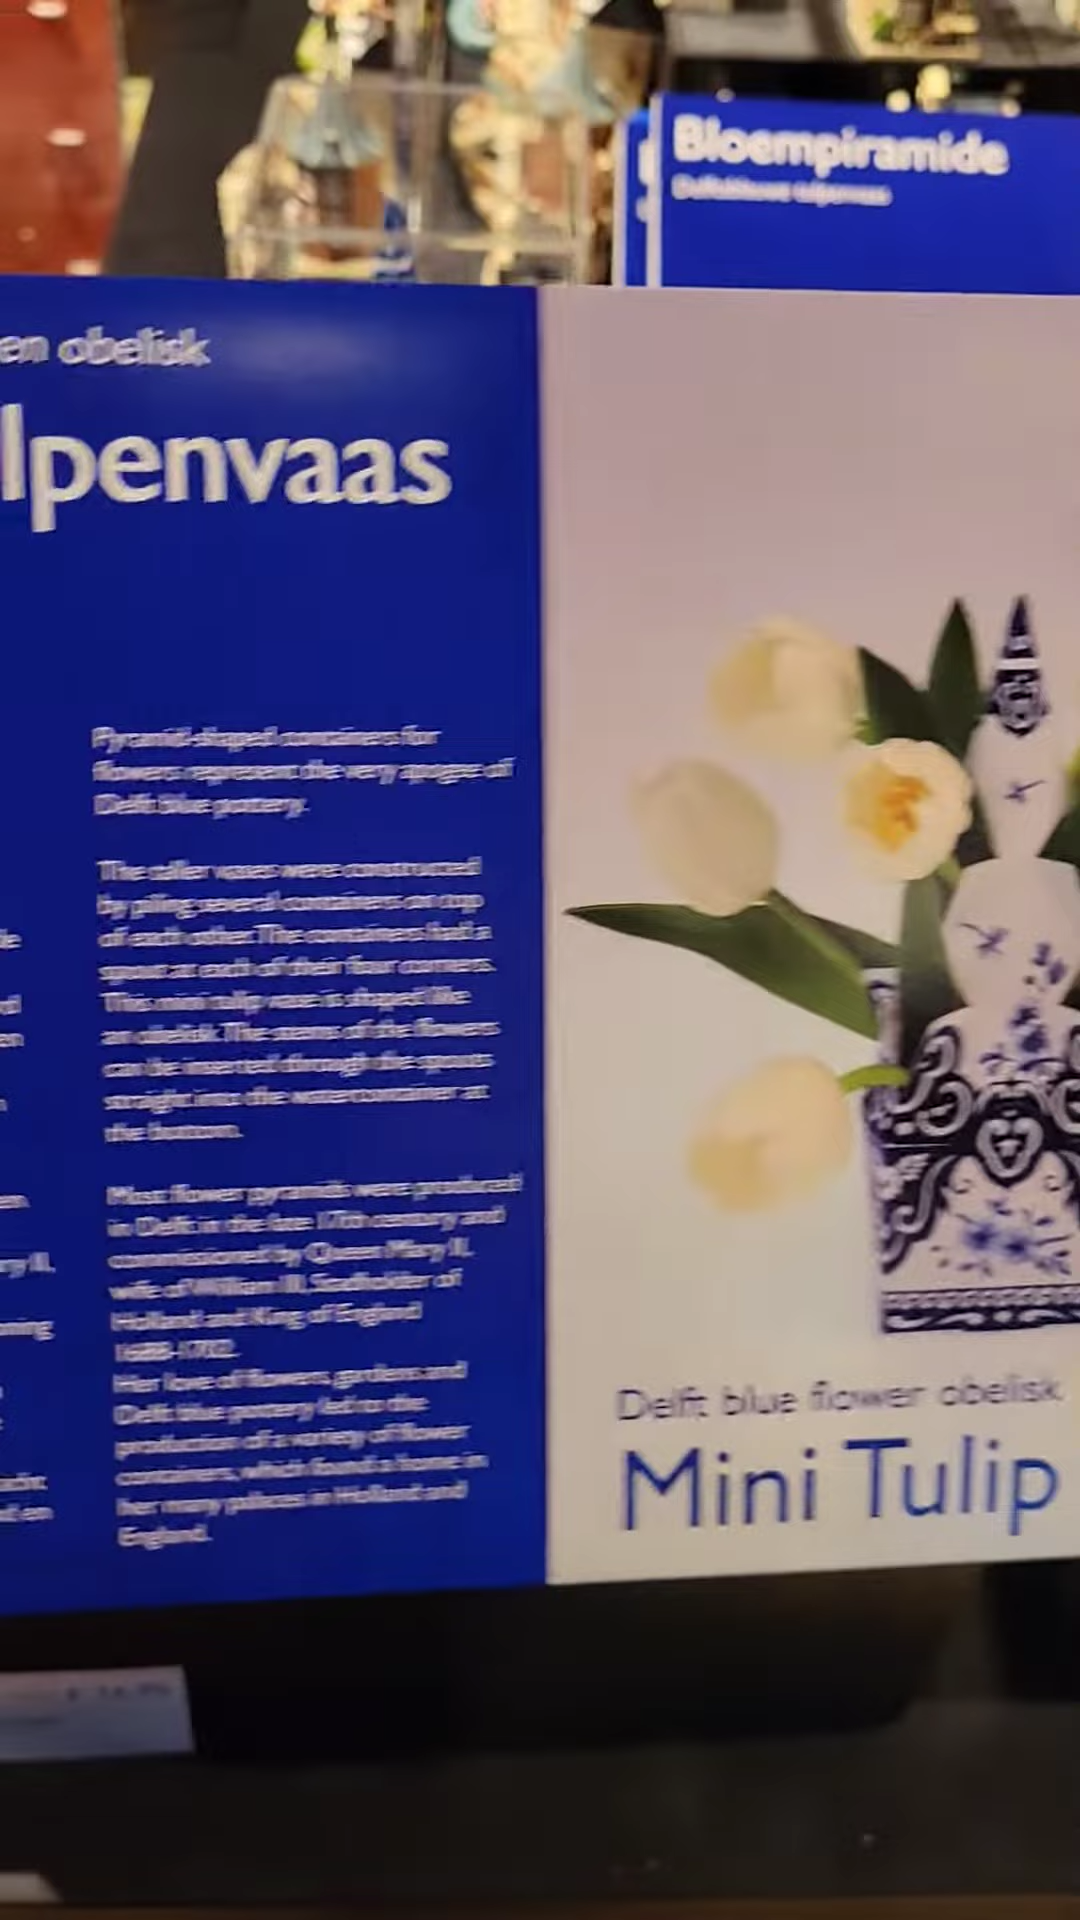 Bloempiramide
en obelisk
lpenvaas
Pyramid-shaped containers for
flowers represent the very apogee of
Delft blue pottery.
The taller vases were constructed
by piling several containers on top
of each other. The containers had a
spout at each of their four corners.
This mini tulip vase is shaped like
an obelisk. The stems of the flowers
can be inserted through the spouts
straight into the watercontainer at
the bottom.
Most flower pyramids were produced
in Delft in the late 17th century and
commissioned by Queen Mary II,
wife of William III, Stadholder of
Holland and King of England
1688-1702.
Her love of flowers gardens and
Delft blue pottery led to the
production of a variety of flower
containers, which found a home in
her many palaces in Holland and
England.
Delft blue flower obelisk
Mini Tulip